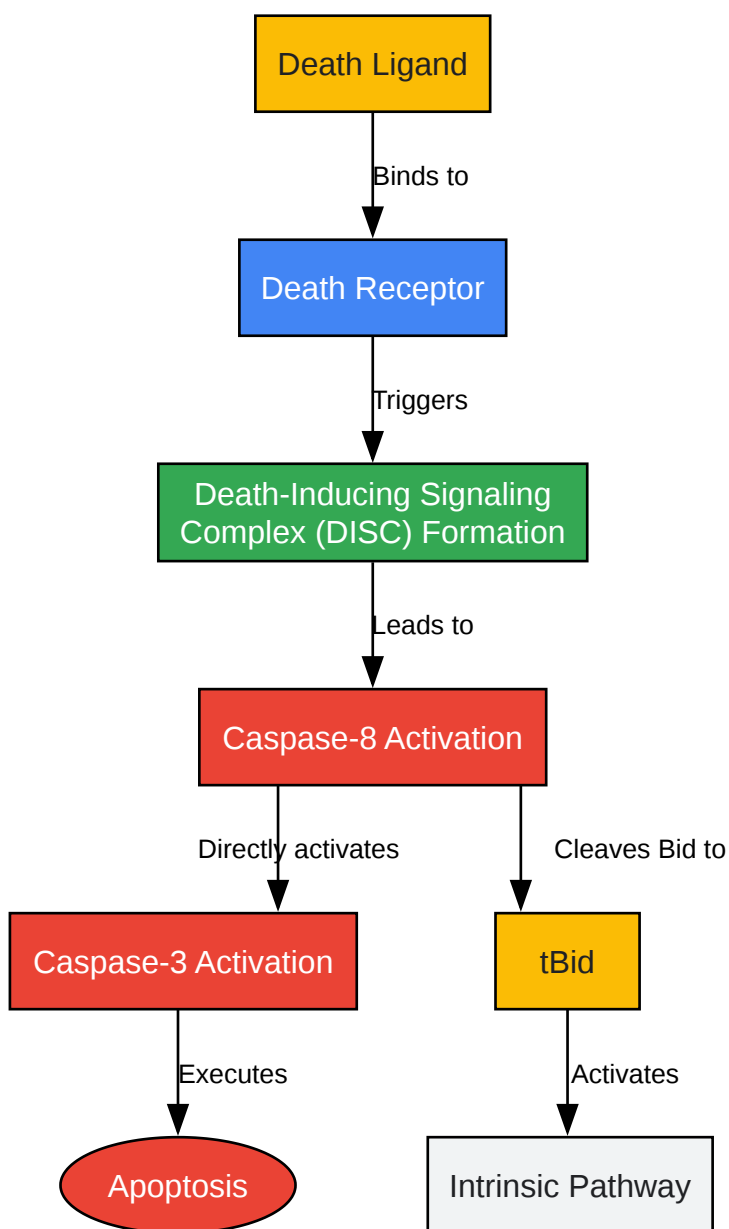 Death Ligand
Binds to
Death Receptor
Triggers
Death-Inducing Signaling
Complex (DISC) Formation
Leads to
Caspase-8 Activation
Directly activates
Cleaves Bid to
Caspase-3 Activation
tBid
Executes
Activates
Apoptosis
Intrinsic Pathway